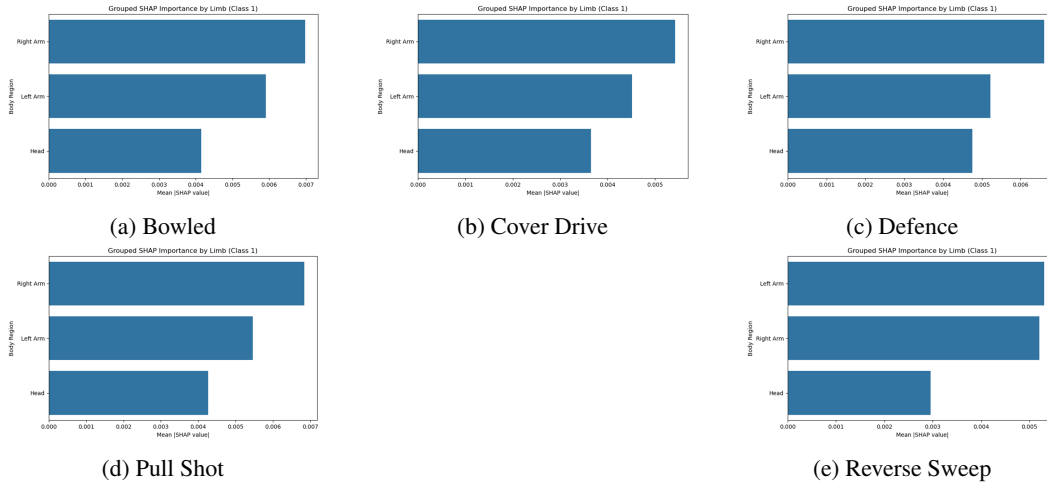 Grouped SHAP Importance by Limb (Class 1)
Body Region
Right Arm
Left Arm
Head
0.000 0.001 0.002 0.003 0.004 0.005 0.006 0.007
Mean |SHAP value|
(a) Bowled
Grouped SHAP Importance by Limb (Class 1)
Body Region
Right Arm
Left Arm
Head
0.000 0.001 0.002 0.003 0.004 0.005
Mean |SHAP value|
(b) Cover Drive
Grouped SHAP Importance by Limb (Class 1)
Body Region
Right Arm
Left Arm
Head
0.000 0.001 0.002 0.003 0.004 0.005 0.006
Mean |SHAP value|
(c) Defence
Grouped SHAP Importance by Limb (Class 1)
Body Region
Right Arm
Left Arm
Head
0.000 0.001 0.002 0.003 0.004 0.005 0.006 0.007
Mean |SHAP value|
(d) Pull Shot
Grouped SHAP Importance by Limb (Class 1)
Body Region
Left Arm
Right Arm
Head
0.000 0.001 0.002 0.003 0.004 0.005
Mean |SHAP value|
(e) Reverse Sweep